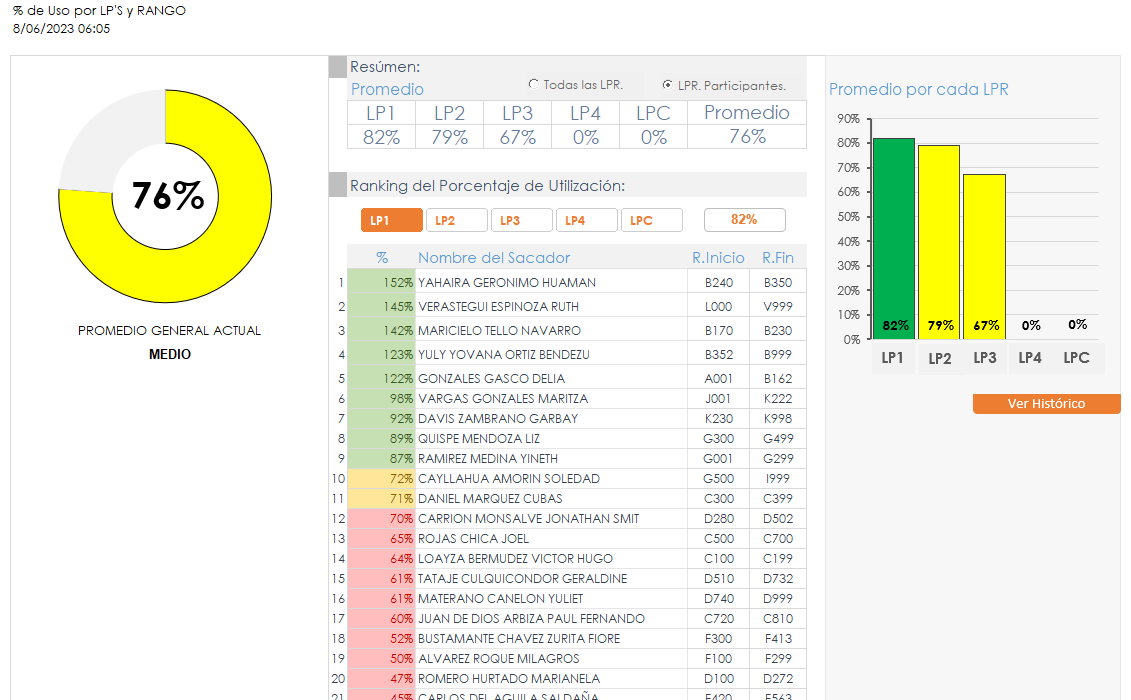 % de Uso por LP'S y RANGO
8/06/2023 06:05
76%
PROMEDIO GENERAL ACTUAL
MEDIO
Resúmen:
Promedio
Todas las LPR.
LPR. Participantes.
LP1 LP2 LP3 LP4 LPC Promedio
82% 79% 67% 0% 0% 76%
Ranking del Porcentaje de Utilización:
LP1 LP2 LP3 LP4 LPC 82%
% Nombre del Sacador R.Inicio R.Fin
1 152% YAHAIRA GERONIMO HUAMAN B240 B350
2 145% VERASTEGUI ESPINOZA RUTH L000 V999
3 142% MARICIELO TELLO NAVARRO B170 B230
4 123% YULY YOVANA ORTIZ BENDEZU B352 B999
5 122% GONZALES GASCO DELIA A001 B162
6 98% VARGAS GONZALES MARITZA J001 K222
7 92% DAVIS ZAMBRANO GARBAY K230 K998
8 89% QUISPE MENDOZA LIZ G300 G499
9 87% RAMIREZ MEDINA YINETH G001 G299
10 72% CAYLLAHUA AMORIN SOLEDAD G500 I999
11 71% DANIEL MARQUEZ CUBAS C300 C399
12 70% CARRION MONSALVE JONATHAN SMIT D280 D502
13 65% ROJAS CHICA JOEL C500 C700
14 64% LOAYZA BERMUDEZ VICTOR HUGO C100 C199
15 61% TATAJE CULQUICONDOR GERALDINE D510 D732
16 61% MATERANO CANELON YULIET D740 D999
17 60% JUAN DE DIOS ARBIZA PAUL FERNANDO C720 C810
18 52% BUSTAMANTE CHAVEZ ZURITA FIORE F300 F413
19 50% ALVAREZ ROQUE MILAGROS F100 F299
20 47% ROMERO HURTADO MARIANELA D100 D272
21 45% CARLOS DEL AGUILA SALDAÑA F420 F563
Promedio por cada LPR
90%
80%
70%
60%
50%
40%
30%
20%
10%
0%
82% 79% 67% 0% 0%
LP1 LP2 LP3 LP4 LPC
Ver Histórico